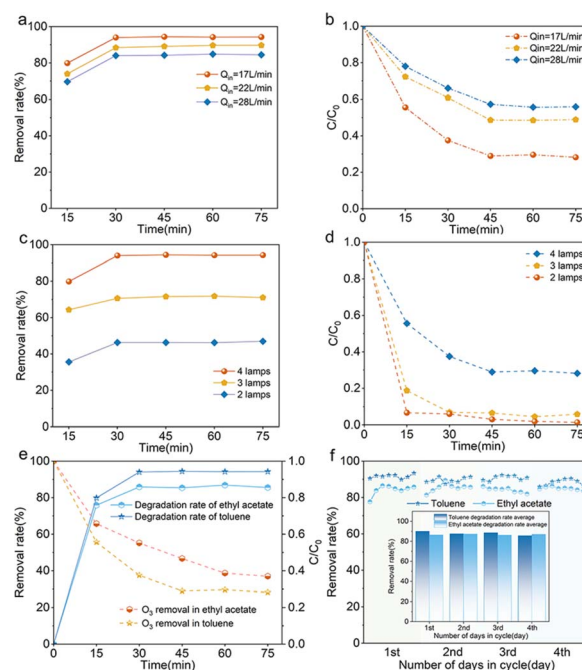 a
100
80
60
40
20
0
Removal rate(%)
Qin=17L/min
Qin=22L/min
Qin=28L/min
15 30 45 60 75
Time(min)
b
1.0
0.8
0.6
0.4
0.2
0.0
C/C0
Qin=17L/min
Qin=22L/min
Qin=28L/min
0 15 30 45 60 75
Time(min)
c
100
80
60
40
20
0
Removal rate(%)
4 lamps
3 lamps
2 lamps
15 30 45 60 75
Time(min)
d
1.0
0.8
0.6
0.4
0.2
0.0
C/C0
4 lamps
3 lamps
2 lamps
0 15 30 45 60 75
Time(min)
e
100
80
60
40
20
0
Removal rate(%)
Degradation rate of ethyl acetate
Degradation rate of toluene
O3 removal in ethyl acetate
O3 removal in toluene
1.0
0.8
0.6
0.4
0.2
0.0
C/C0
0 15 30 45 60 75
Time(min)
f
100
80
60
40
20
0
Removal rate(%)
Toluene Ethyl acetate
Toluene degradation rate average
Ethyl acetate degradation rate average
100
80
60
40
20
0
Removal rate(%)
1st 2nd 3rd 4th
Number of days in cycle(day)
1st 2nd 3rd 4th
Number of days in cycle(day)